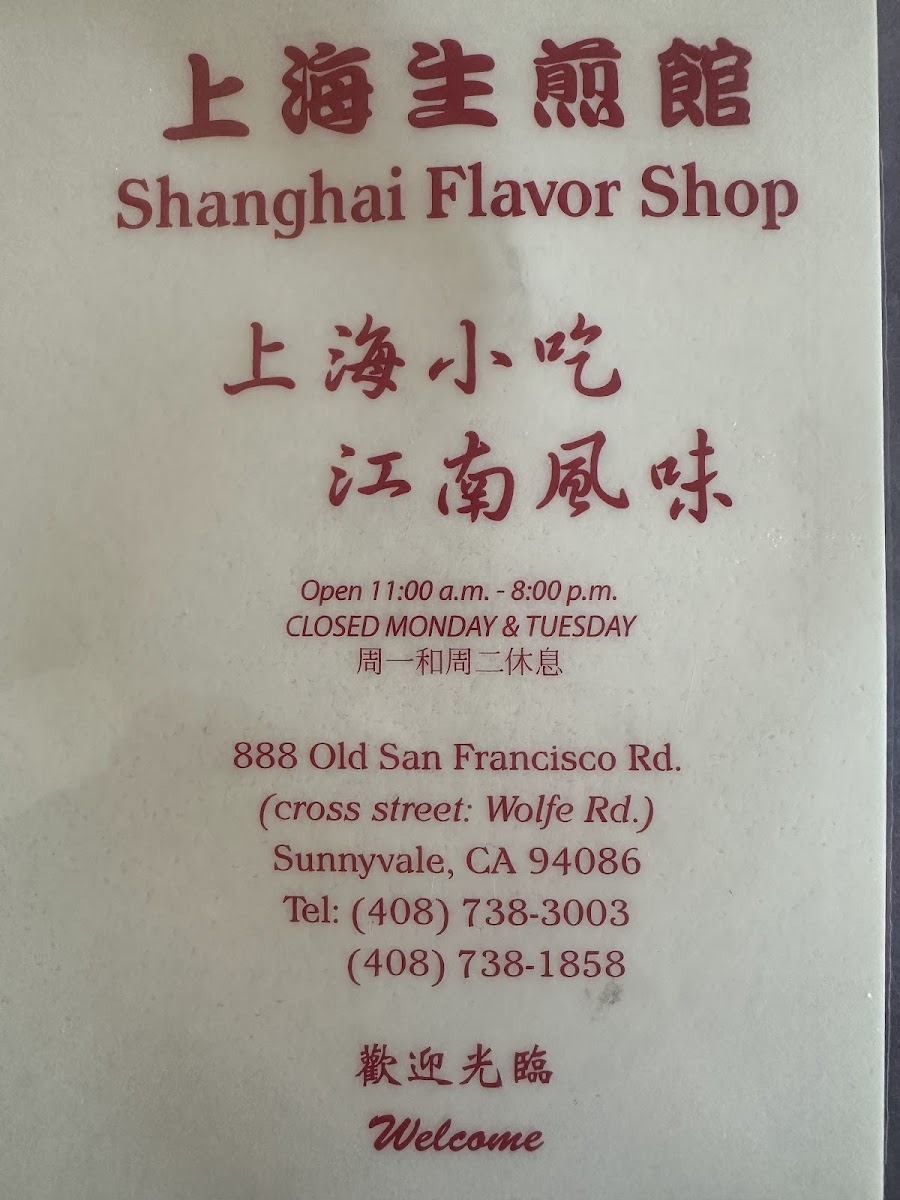 上海生煎館
Shanghai Flavor Shop
上海小吃
江南風味
Open 11:00 a.m. - 8:00 p.m.
CLOSED MONDAY & TUESDAY
周一和周二休息
888 Old San Francisco Rd.
(cross street: Wolfe Rd.)
Sunnyvale, CA 94086
Tel: (408) 738-3003
(408) 738-1858
歡迎光臨
Welcome